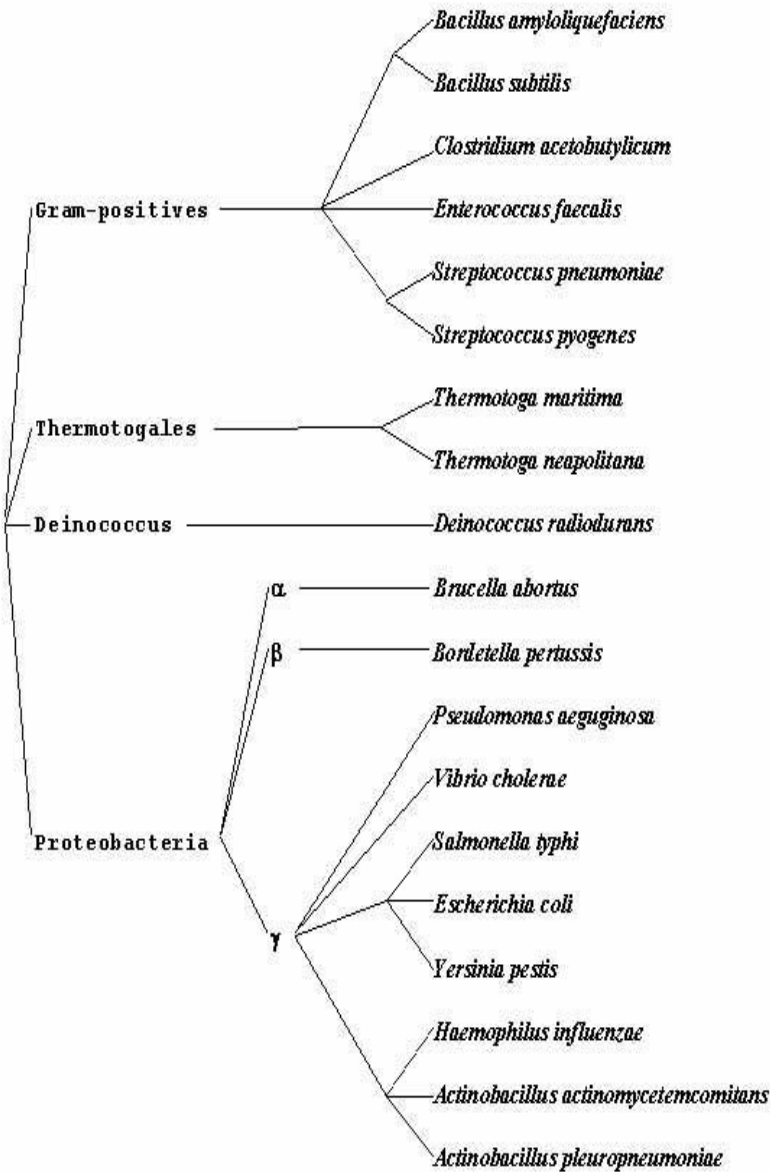 Bacillus amyloliquefaciens
Bacillus subtilis
Clostridium acetobutylicum
Gram-positives
Enterococcus faecalis
Streptococcus pneumoniae
Streptococcus pyogenes
Thermotoga maritima
Thermotogales
Thermotoga neapolitana
Deinococcus
Deinococcus radiodurans
α
Brucella abortus
β
Bordetella pertussis
Pseudomonas aeguginosa
Vibrio cholerae
Proteobacteria
Salmonella typhi
Escherichia coli
γ
Yersinia pestis
Haemophilus influenzae
Actinobacillus actinomycetemcomitans
Actinobacillus pleuropneumoniae